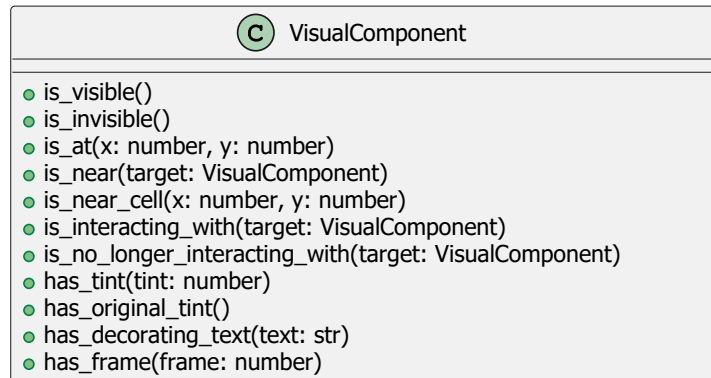 C VisualComponent
is_visible()
is_invisible()
is_at(x: number, y: number)
is_near(target: VisualComponent)
is_near_cell(x: number, y: number)
is_interacting_with(target: VisualComponent)
is_no_longer_interacting_with(target: VisualComponent)
has_tint(tint: number)
has_original_tint()
has_decorating_text(text: str)
has_frame(frame: number)